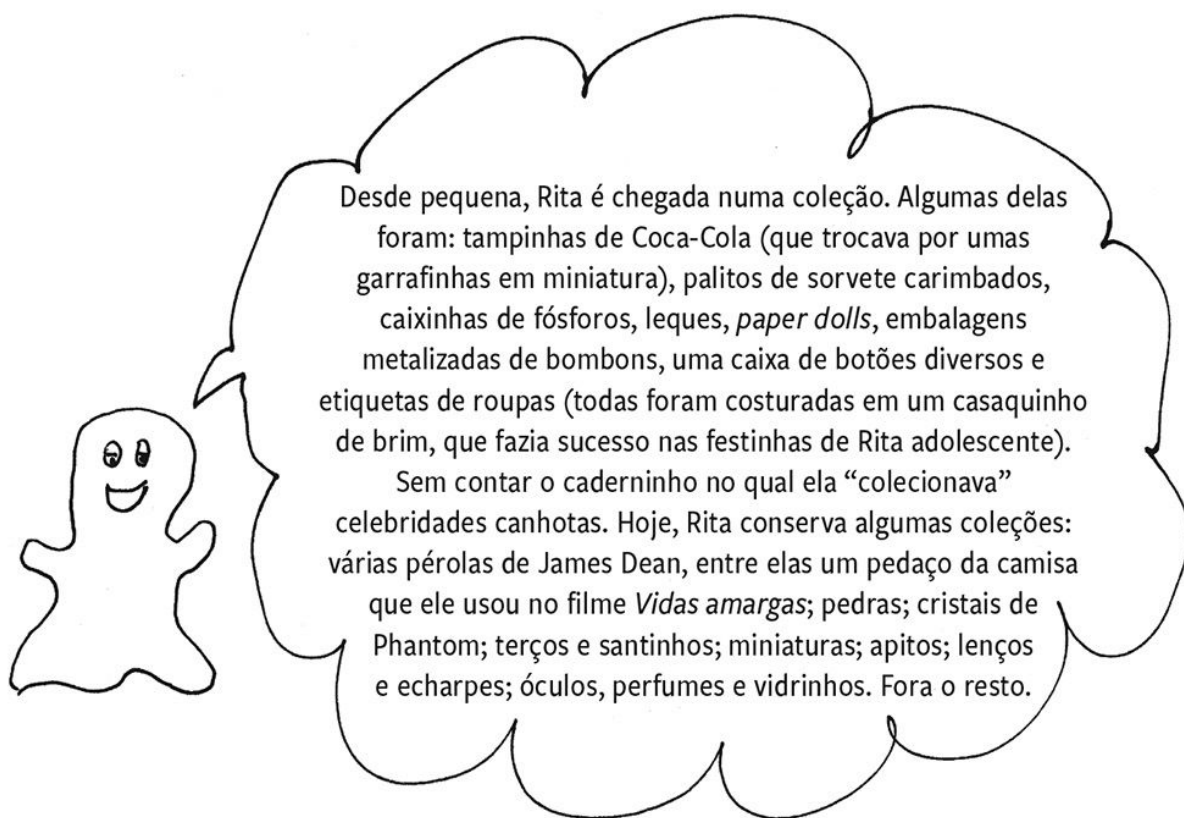 Desde pequena, Rita é chegada numa coleção. Algumas delas
foram: tampinhas de Coca-Cola (que trocava por umas
garrafinhas em miniatura), palitos de sorvete carimbados,
caixinhas de fósforos, leques, paper dolls, embalagens
metalizadas de bombons, uma caixa de botões diversos e
etiquetas de roupas (todas foram costuradas em um casaquinho
de brim, que fazia sucesso nas festinhas de Rita adolescente).
Sem contar o caderninho no qual ela “colecionava”
celebridades canhotas. Hoje, Rita conserva algumas coleções:
várias pérolas de James Dean, entre elas um pedaço da camisa
que ele usou no filme Vidas amargas; pedras; cristais de
Phantom; terços e santinhos; miniaturas; apitos; lenços
e echarpes; óculos, perfumes e vidrinhos. Fora o resto.